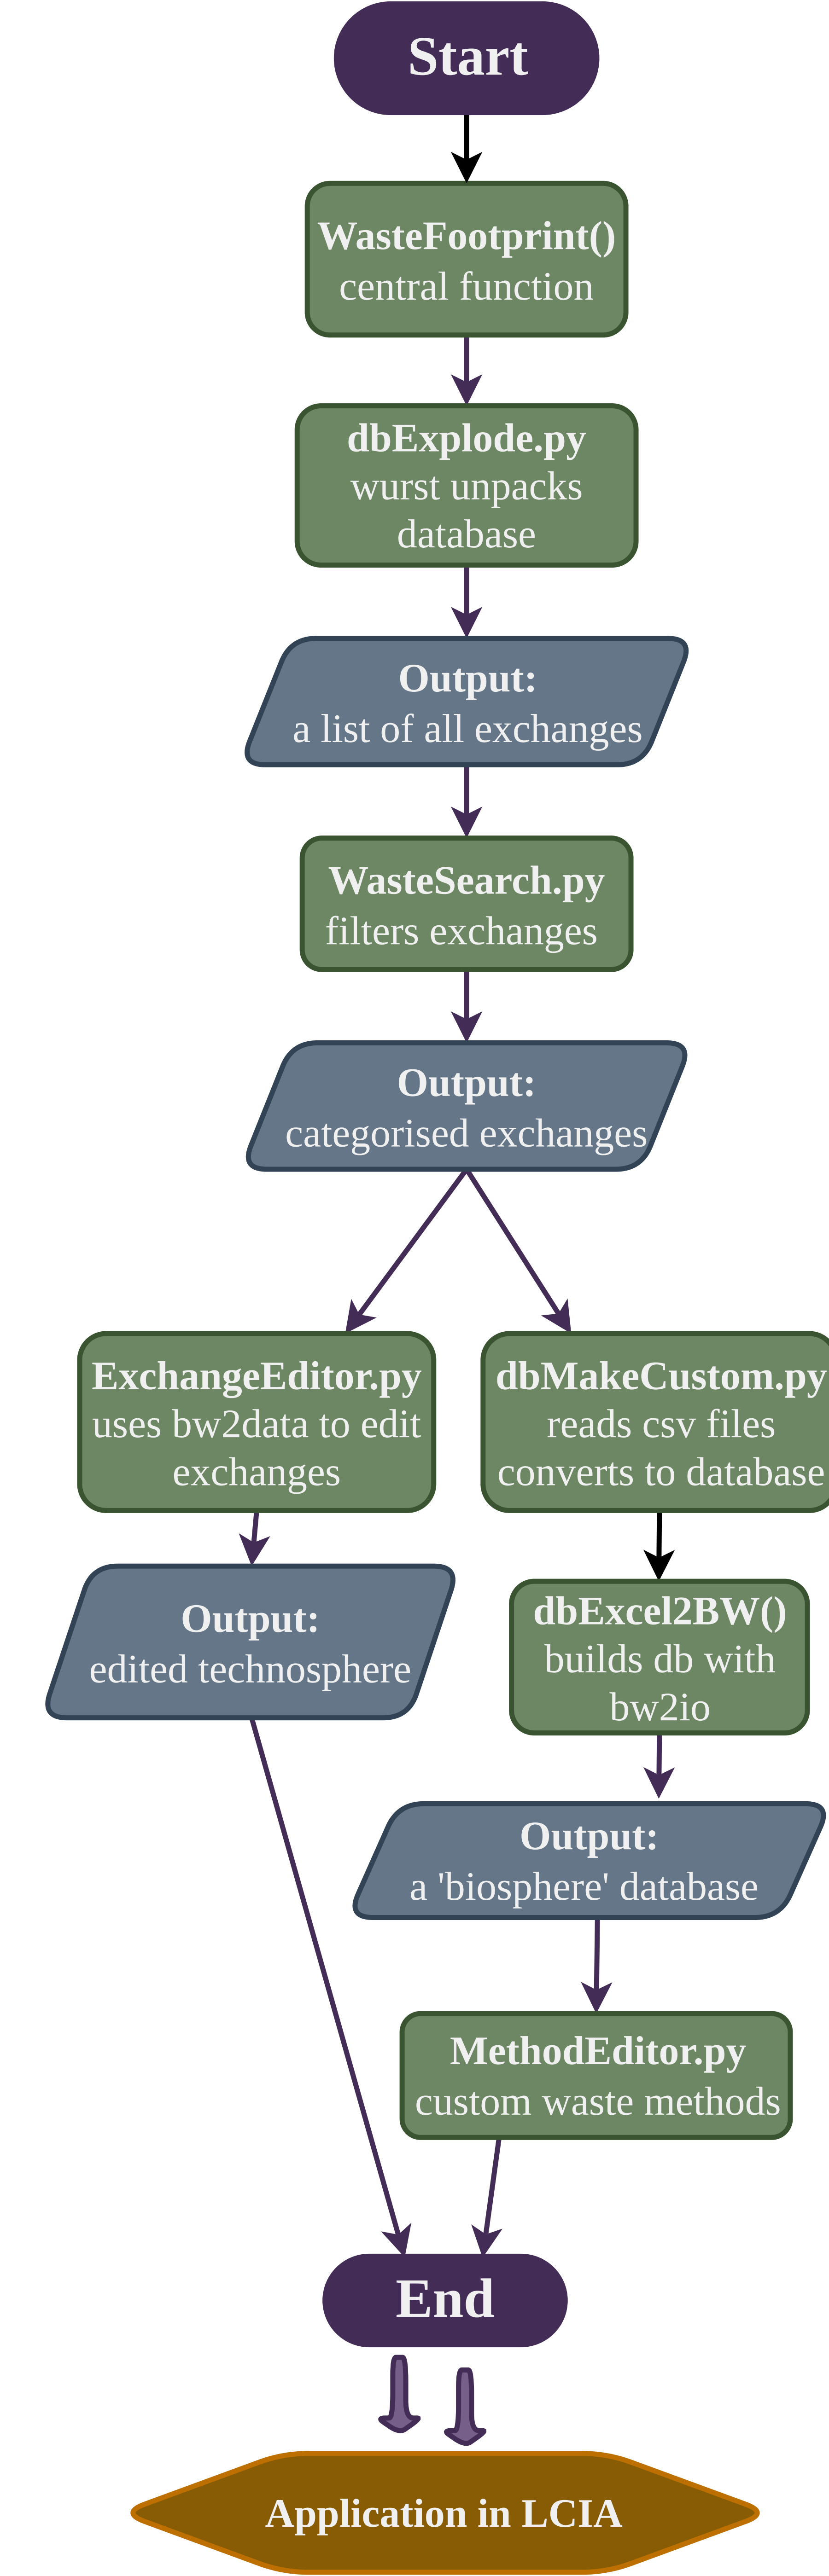 Start
WasteFootprint()
central function
dbExplode.py
wurst unpacks
database
Output:
a list of all exchanges
WasteSearch.py
filters exchanges
Output:
categorised exchanges
ExchangeEditor.py
uses bw2data to edit
exchanges
dbMakeCustom.py
reads csv files
converts to database
Output:
edited technosphere
dbExcel2BW()
builds db with
bw2io
Output:
a 'biosphere' database
MethodEditor.py
custom waste methods
End
Application in LCIA